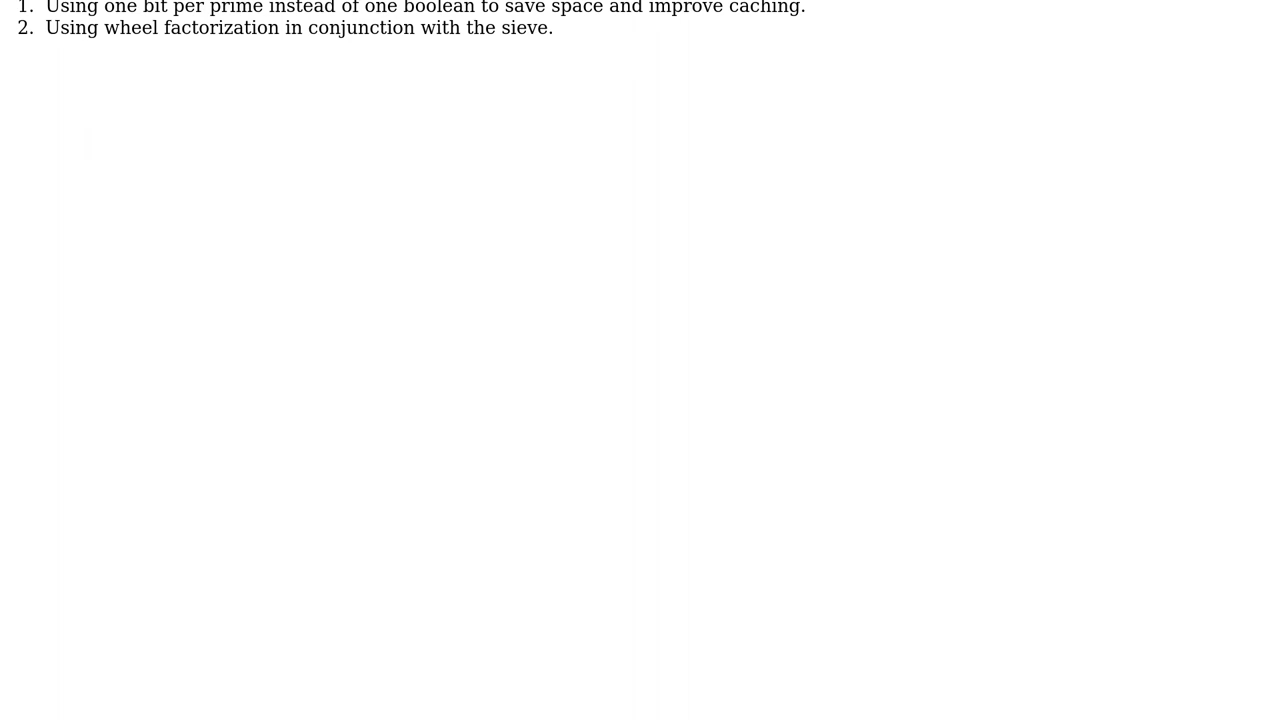 1. Using one bit per prime instead of one boolean to save space and improve caching.
2. Using wheel factorization in conjunction with the sieve.